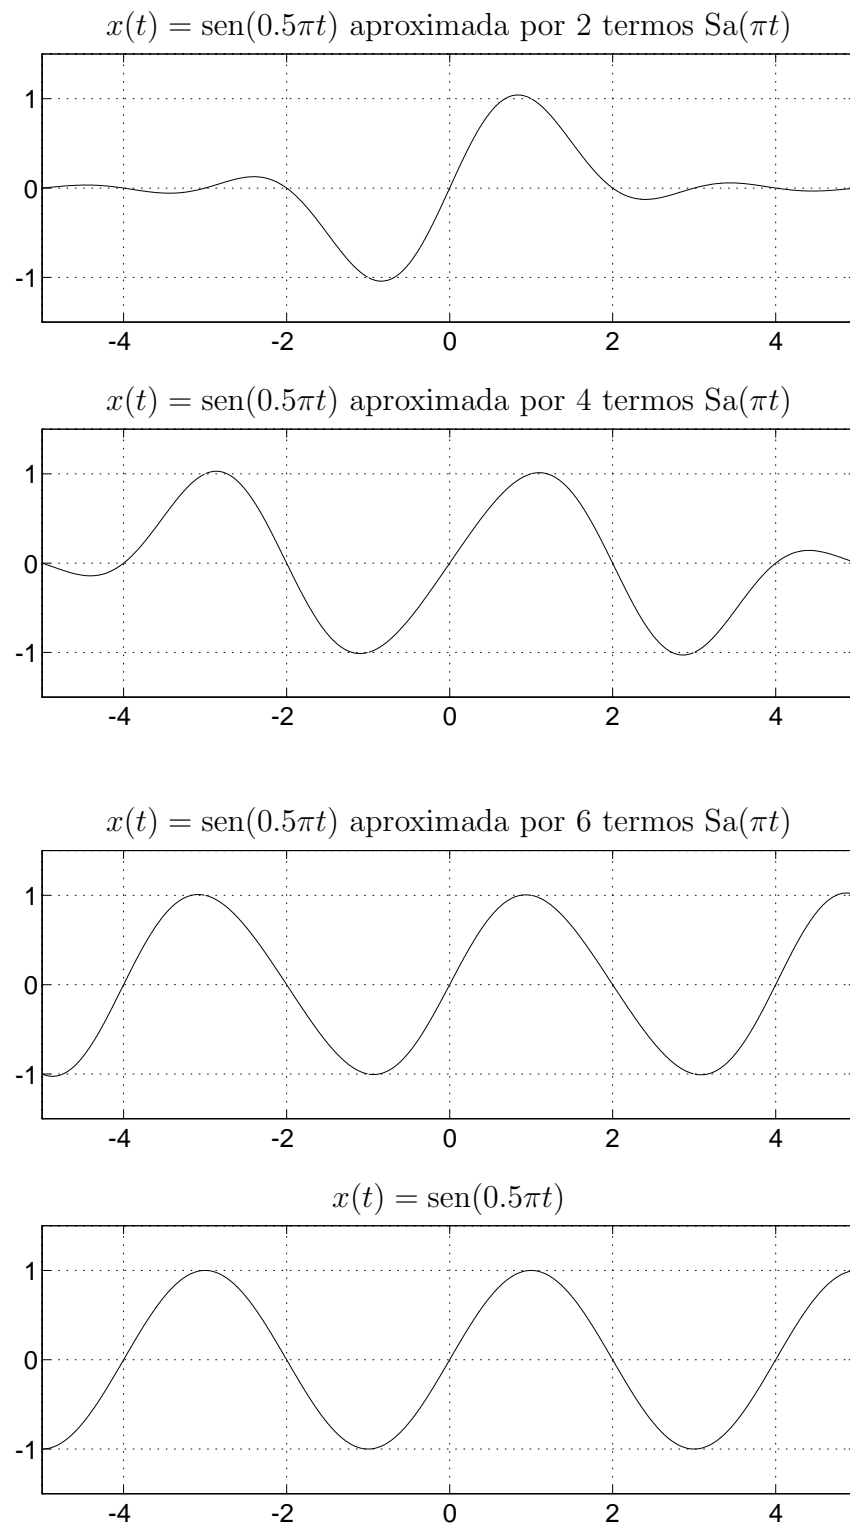 x(t) = sen(0.5πt) aproximada por 2 termos Sa(πt)
1
0
-1
-4 -2 0 2 4
x(t) = sen(0.5πt) aproximada por 4 termos Sa(πt)
1
0
-1
-4 -2 0 2 4
x(t) = sen(0.5πt) aproximada por 6 termos Sa(πt)
1
0
-1
-4 -2 0 2 4
x(t) = sen(0.5πt)
1
0
-1
-4 -2 0 2 4